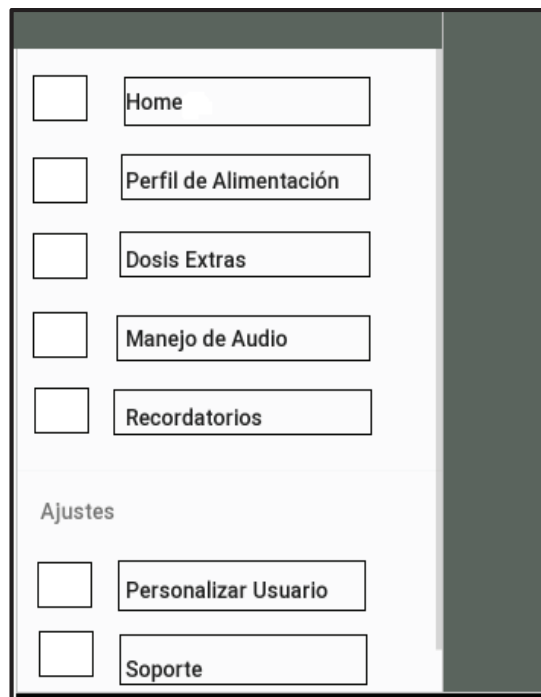 Home
Perfil de Alimentación
Dosis Extras
Manejo de Audio
Recordatorios
Ajustes
Personalizar Usuario
Soporte